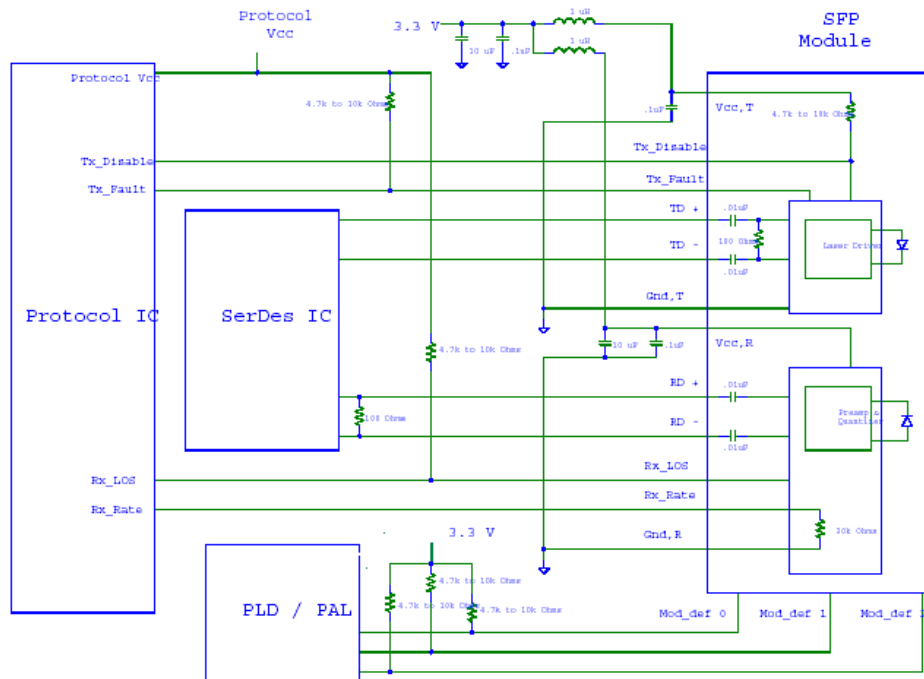 Protocol
Vcc
3.3 V
1 uH
1 uH
10 uF
.1uF
SFP
Module
Protocol Vcc
4.7k to 10k Ohms
.1uF
Vcc,T
4.7k to 10k Ohms
Tx_Disable
Tx_Disable
Tx_Fault
Tx_Fault
TD +
.01uF
100 Ohms
Laser Driver
TD -
.01uF
Gnd,T
Protocol IC
SerDes IC
4.7k to 10k Ohms
10 uF
.1uF
Vcc,R
RD +
.01uF
100 Ohms
Preamp &
Quantizer
RD -
.01uF
Rx_LOS
Rx_LOS
Rx_Rate
Rx_Rate
3.3 V
Gnd,R
30k Ohms
4.7k to 10k Ohms
4.7k to 10k Ohms
4.7k to 10k Ohms
PLD / PAL
Mod_def 0
Mod_def 1
Mod_def